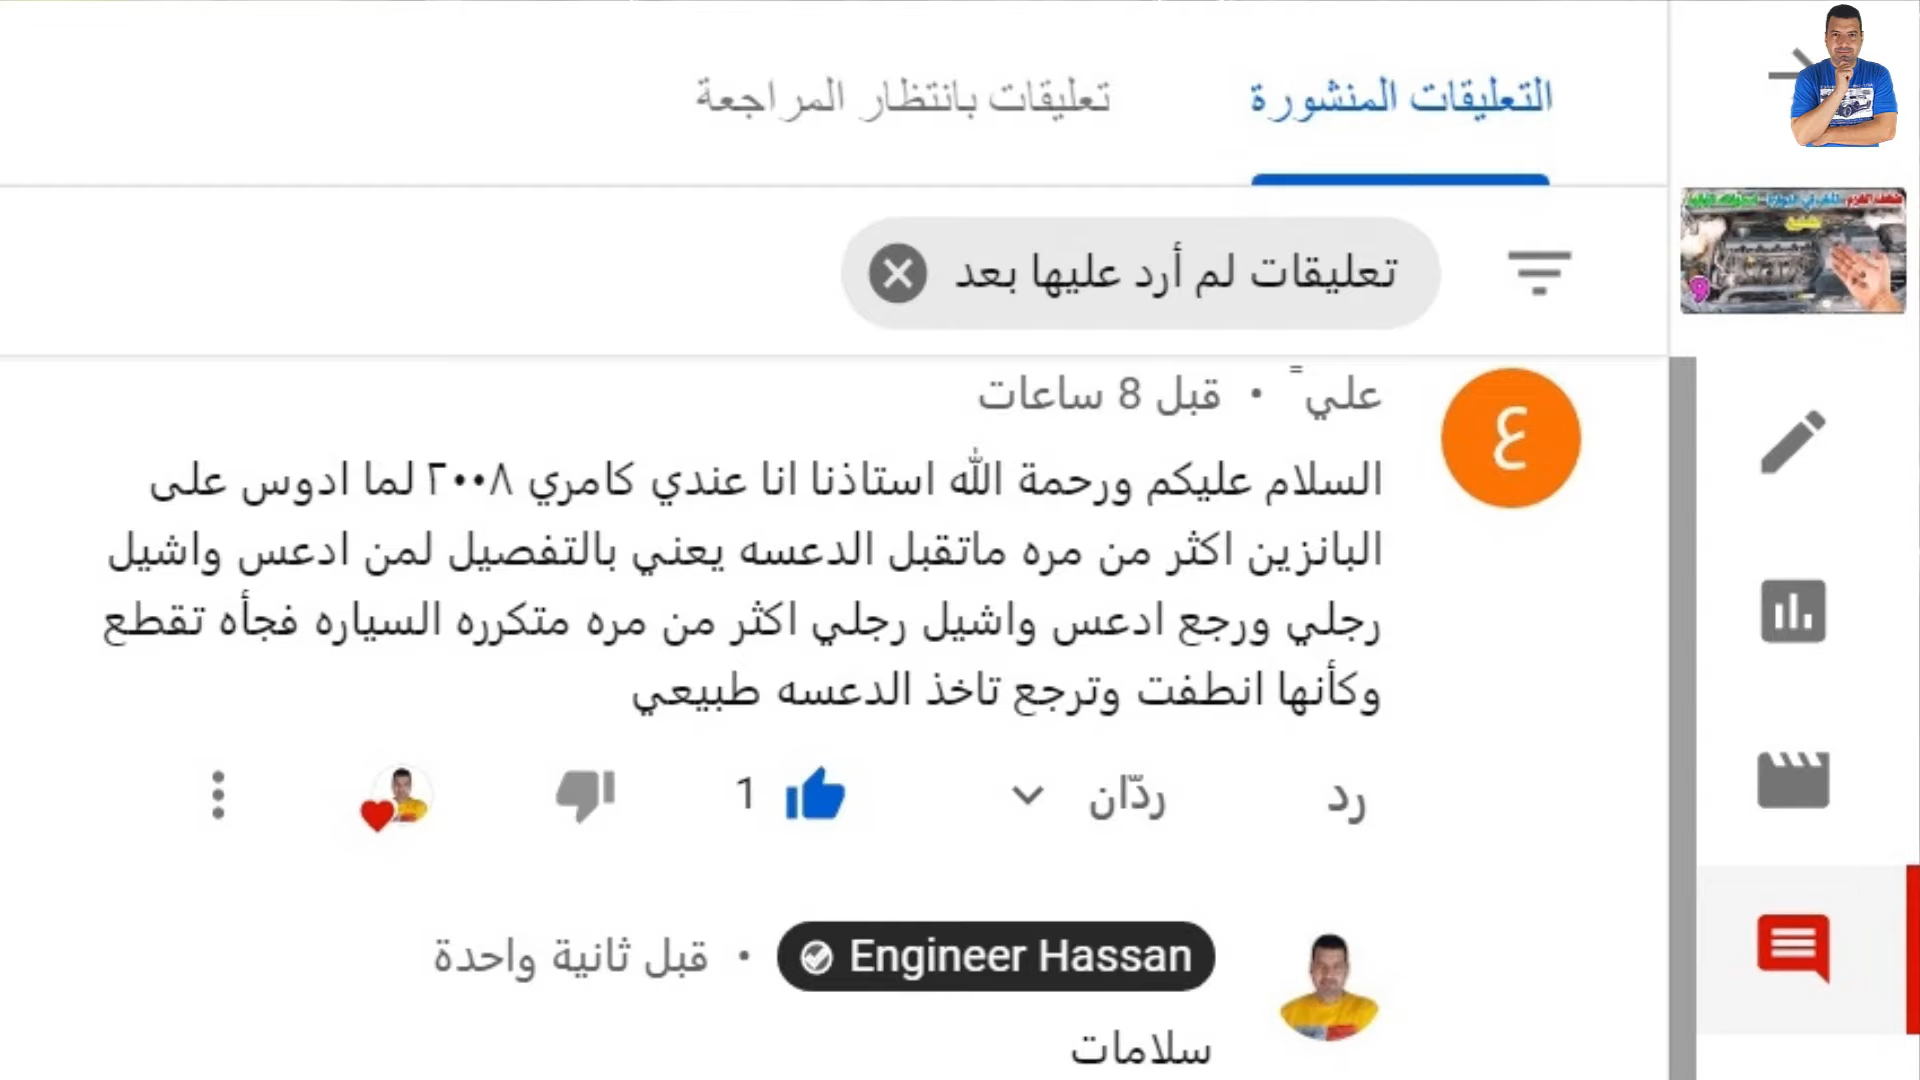 التعليقات المنشورة
تعليقات بانتظار المراجعة
تعليقات لم أرد عليها بعد
علي ⁼ • قبل 8 ساعات
ع
السلام عليكم ورحمة الله استاذنا انا عندي كامري ٢٠٠٨ لما ادوس على
البانزين اكثر من مره ماتقبل الدعسه يعني بالتفصيل لمن ادعس واشيل
رجلي ورجع ادعس واشيل رجلي اكثر من مره متكرره السياره فجأه تقطع
وكأنها انطفت وترجع تاخذ الدعسه طبيعي
رد
ردّان
1
Engineer Hassan • قبل ثانية واحدة
سلامات
9